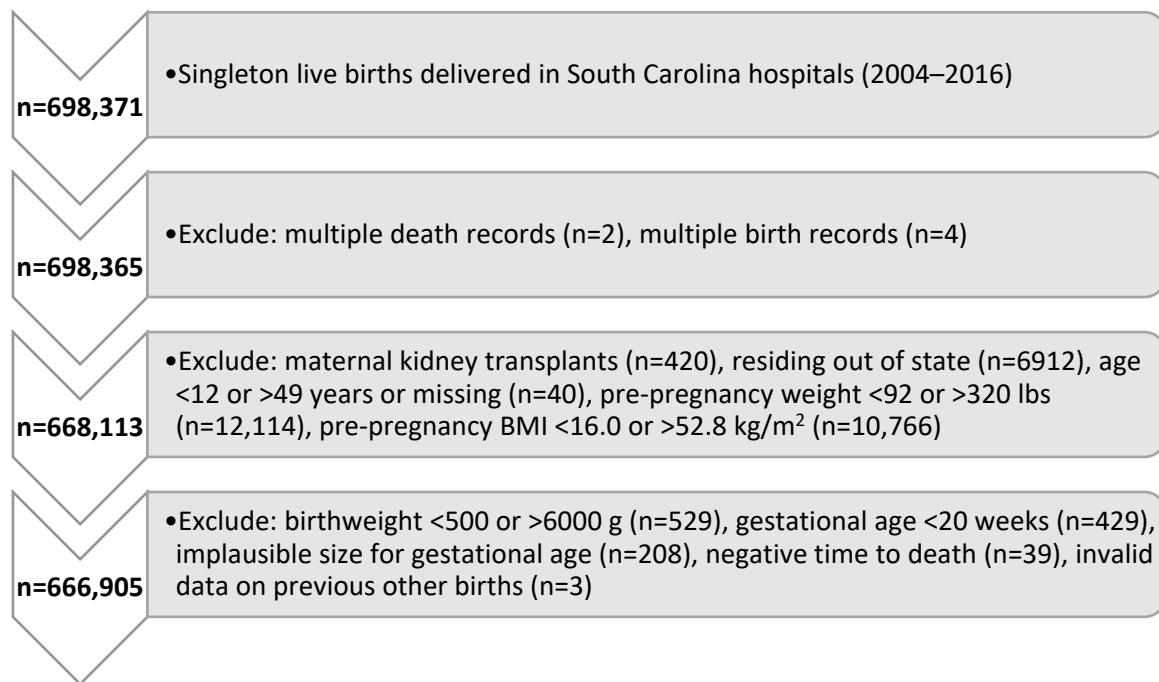 n=698,371
•Singleton live births delivered in South Carolina hospitals (2004–2016)
n=698,365
•Exclude: multiple death records (n=2), multiple birth records (n=4)
n=668,113
•Exclude: maternal kidney transplants (n=420), residing out of state (n=6912), age
<12 or >49 years or missing (n=40), pre-pregnancy weight <92 or >320 lbs
(n=12,114), pre-pregnancy BMI <16.0 or >52.8 kg/m² (n=10,766)
n=666,905
•Exclude: birthweight <500 or >6000 g (n=529), gestational age <20 weeks (n=429),
implausible size for gestational age (n=208), negative time to death (n=39), invalid
data on previous other births (n=3)